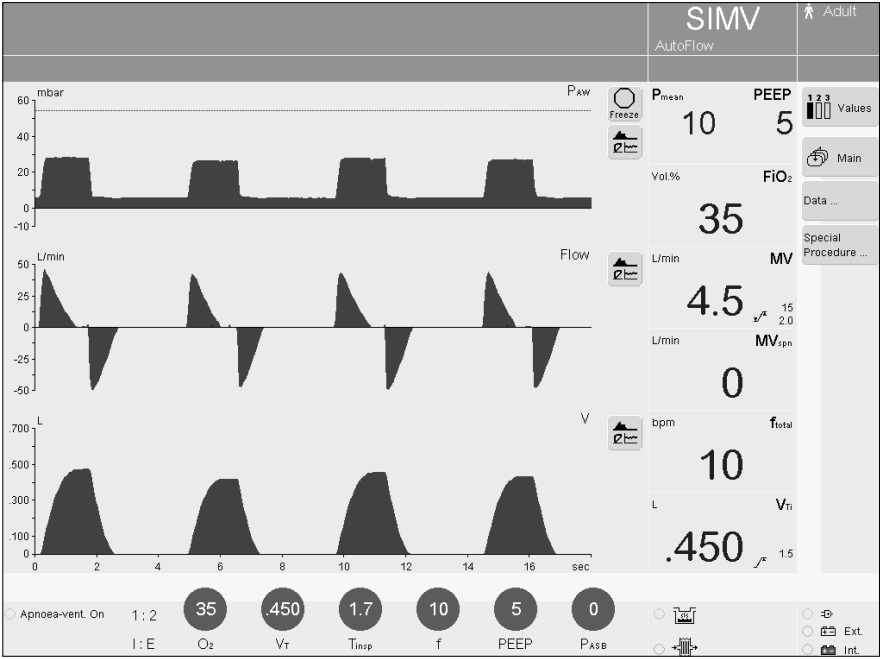 SIMV
AutoFlow
Adult
mbar
PAW
60
40
20
0
-10
Freeze
Pmean PEEP
10 5
1 2 3
Values
Main
Vol.% FiO2
35
Data ...
Special
Procedure ...
L/min
Flow
50
25
0
-25
-50
L/min MV
4.5
15
2.0
L/min MVspn
0
L
V
.700
.500
.300
.100
0
0 2 4 6 8 10 12 14 16 sec
bpm ftotal
10
L VTi
.450
1.5
Apnoea-vent. On
1 : 2 35 .450 1.7 10 5 0
I : E O2 VT Tinsp f PEEP PASB
Ext.
Int.